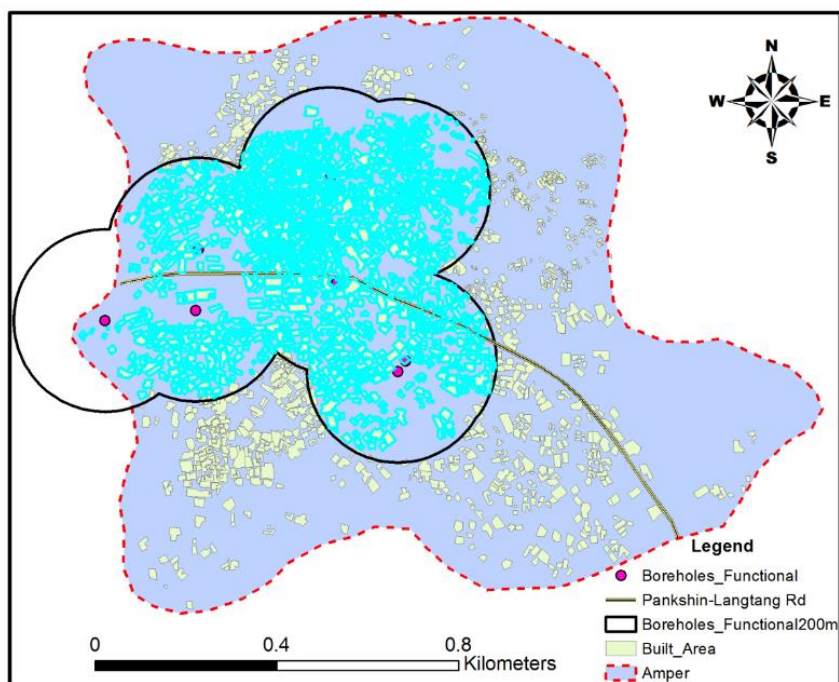 N
W E
S
Legend
Boreholes_Functional
Pankshin-Langtang Rd
Boreholes_Functional200m
Built_Area
Amper
0 0.4 0.8
Kilometers